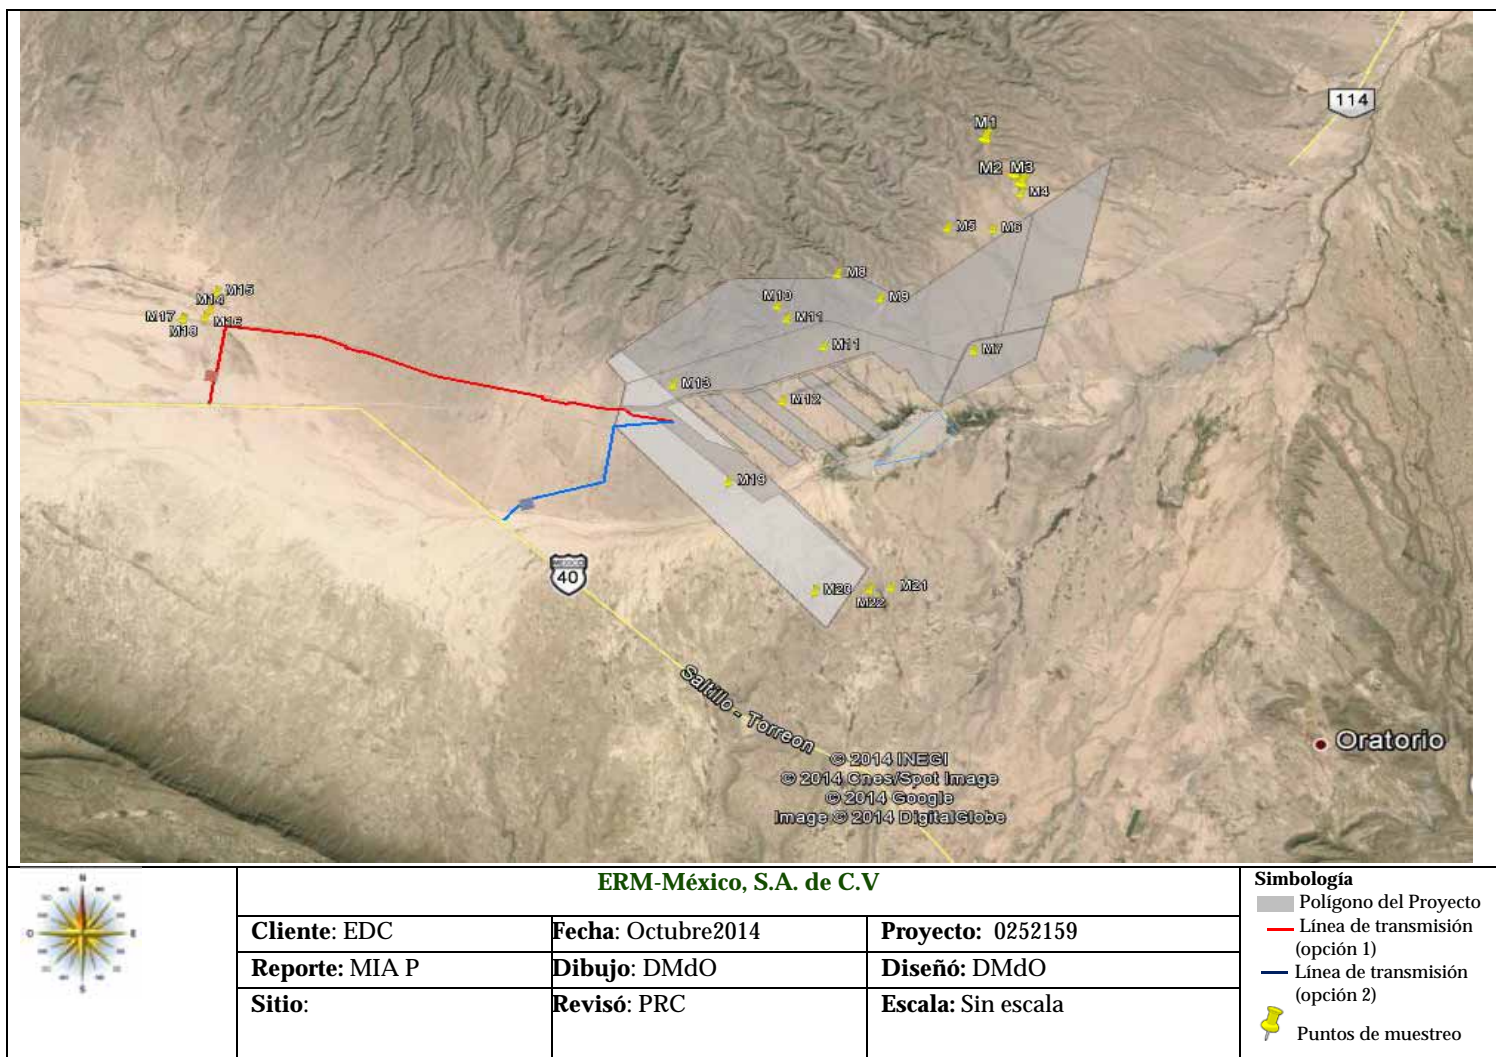 114
M1
M2 M3
M4
M5 M6
M8
M9
M10
M11
M11
M7
M15
M14
M17 M16
M18
M13
M12
M19
MEXICO
40
M20 M21
M22
Saltillo - Torreon
Oratorio
© 2014 INEGI
© 2014 Cnes/Spot Image
© 2014 Google
Image © 2014 DigitalGlobe
N
O E
S
ERM-México, S.A. de C.V
Cliente: EDC Fecha: Octubre2014 Proyecto: 0252159
Reporte: MIA P Dibujo: DMdO Diseñó: DMdO
Sitio: Revisó: PRC Escala: Sin escala
Simbología
Polígono del Proyecto
Línea de transmisión
(opción 1)
Línea de transmisión
(opción 2)
Puntos de muestreo